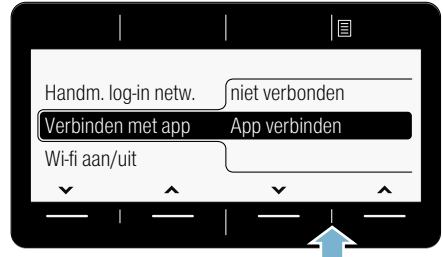 Handm. log-in netw. niet verbonden
Verbinden met app App verbinden
Wi-fi aan/uit